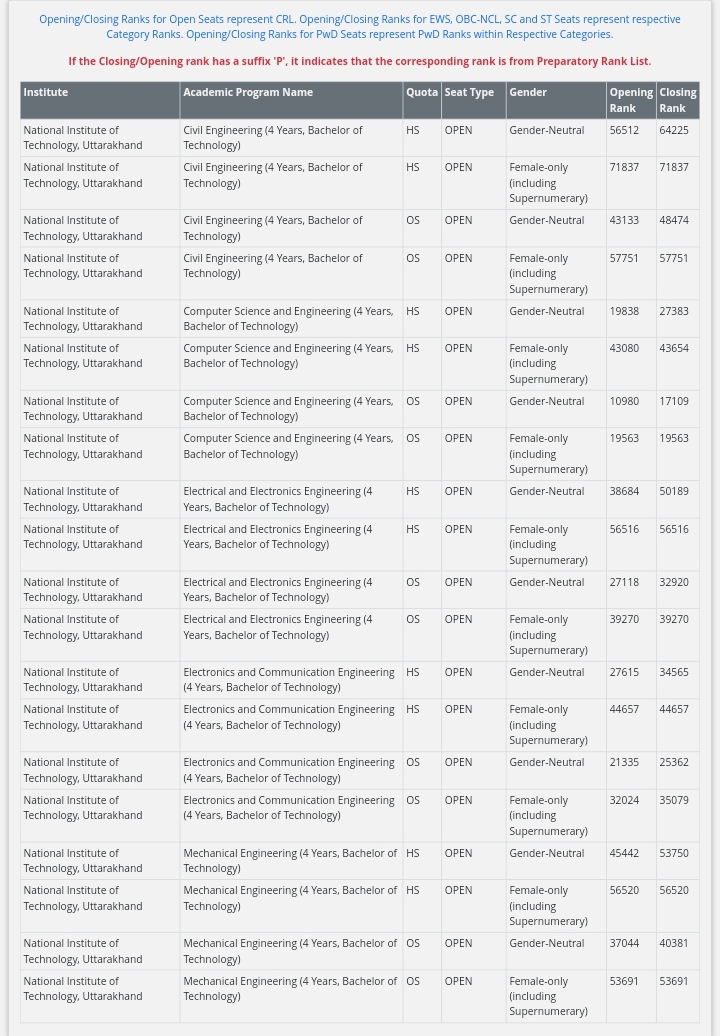 Opening/Closing Ranks for Open Seats represent CRL. Opening/Closing Ranks for EWS, OBC-NCL, SC and ST Seats represent respective
Category Ranks. Opening/Closing Ranks for PwD Seats represent PwD Ranks within Respective Categories.
If the Closing/Opening rank has a suffix 'P', it indicates that the corresponding rank is from Preparatory Rank List.
Institute Academic Program Name Quota Seat Type Gender Opening Closing
Rank Rank
National Institute of Civil Engineering (4 Years, Bachelor of HS OPEN Gender-Neutral 56512 64225
Technology, Uttarakhand Technology)
National Institute of Civil Engineering (4 Years, Bachelor of HS OPEN Female-only 71837 71837
Technology, Uttarakhand Technology) (including
Supernumerary)
National Institute of Civil Engineering (4 Years, Bachelor of OS OPEN Gender-Neutral 43133 48474
Technology, Uttarakhand Technology)
National Institute of Civil Engineering (4 Years, Bachelor of OS OPEN Female-only 57751 57751
Technology, Uttarakhand Technology) (including
Supernumerary)
National Institute of Computer Science and Engineering (4 Years, HS OPEN Gender-Neutral 19838 27383
Technology, Uttarakhand Bachelor of Technology)
National Institute of Computer Science and Engineering (4 Years, HS OPEN Female-only 43080 43654
Technology, Uttarakhand Bachelor of Technology) (including
Supernumerary)
National Institute of Computer Science and Engineering (4 Years, OS OPEN Gender-Neutral 10980 17109
Technology, Uttarakhand Bachelor of Technology)
National Institute of Computer Science and Engineering (4 Years, OS OPEN Female-only 19563 19563
Technology, Uttarakhand Bachelor of Technology) (including
Supernumerary)
National Institute of Electrical and Electronics Engineering (4 HS OPEN Gender-Neutral 38684 50189
Technology, Uttarakhand Years, Bachelor of Technology)
National Institute of Electrical and Electronics Engineering (4 HS OPEN Female-only 56516 56516
Technology, Uttarakhand Years, Bachelor of Technology) (including
Supernumerary)
National Institute of Electrical and Electronics Engineering (4 OS OPEN Gender-Neutral 27118 32920
Technology, Uttarakhand Years, Bachelor of Technology)
National Institute of Electrical and Electronics Engineering (4 OS OPEN Female-only 39270 39270
Technology, Uttarakhand Years, Bachelor of Technology) (including
Supernumerary)
National Institute of Electronics and Communication Engineering HS OPEN Gender-Neutral 27615 34565
Technology, Uttarakhand (4 Years, Bachelor of Technology)
National Institute of Electronics and Communication Engineering HS OPEN Female-only 44657 44657
Technology, Uttarakhand (4 Years, Bachelor of Technology) (including
Supernumerary)
National Institute of Electronics and Communication Engineering OS OPEN Gender-Neutral 21335 25362
Technology, Uttarakhand (4 Years, Bachelor of Technology)
National Institute of Electronics and Communication Engineering OS OPEN Female-only 32024 35079
Technology, Uttarakhand (4 Years, Bachelor of Technology) (including
Supernumerary)
National Institute of Mechanical Engineering (4 Years, Bachelor of HS OPEN Gender-Neutral 45442 53750
Technology, Uttarakhand Technology)
National Institute of Mechanical Engineering (4 Years, Bachelor of HS OPEN Female-only 56520 56520
Technology, Uttarakhand Technology) (including
Supernumerary)
National Institute of Mechanical Engineering (4 Years, Bachelor of OS OPEN Gender-Neutral 37044 40381
Technology, Uttarakhand Technology)
National Institute of Mechanical Engineering (4 Years, Bachelor of OS OPEN Female-only 53691 53691
Technology, Uttarakhand Technology) (including
Supernumerary)